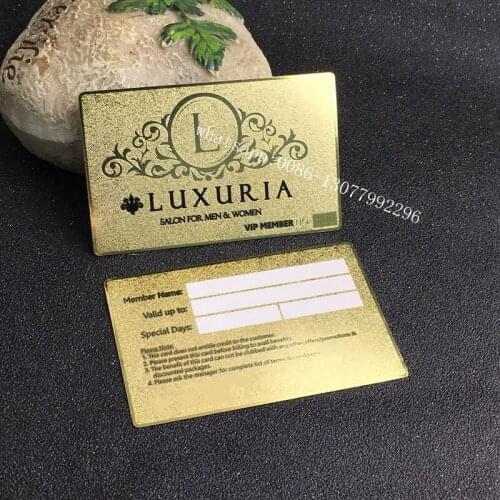 L
LUXURIA
SALON FOR MEN & WOMEN
VIP MEMBER
whatsapp:0086-13077992296
Member Name:
Valid up to:
Special Days:
Please Note:
1. This card does not entitle credit to the customer.
2. Please present this card before billing to avail benefits.
3. The benefit of this card can not be clubbed with any other offers/promotions &
discounted packages.
4. Please ask the manager for complete list of terms & conditions.